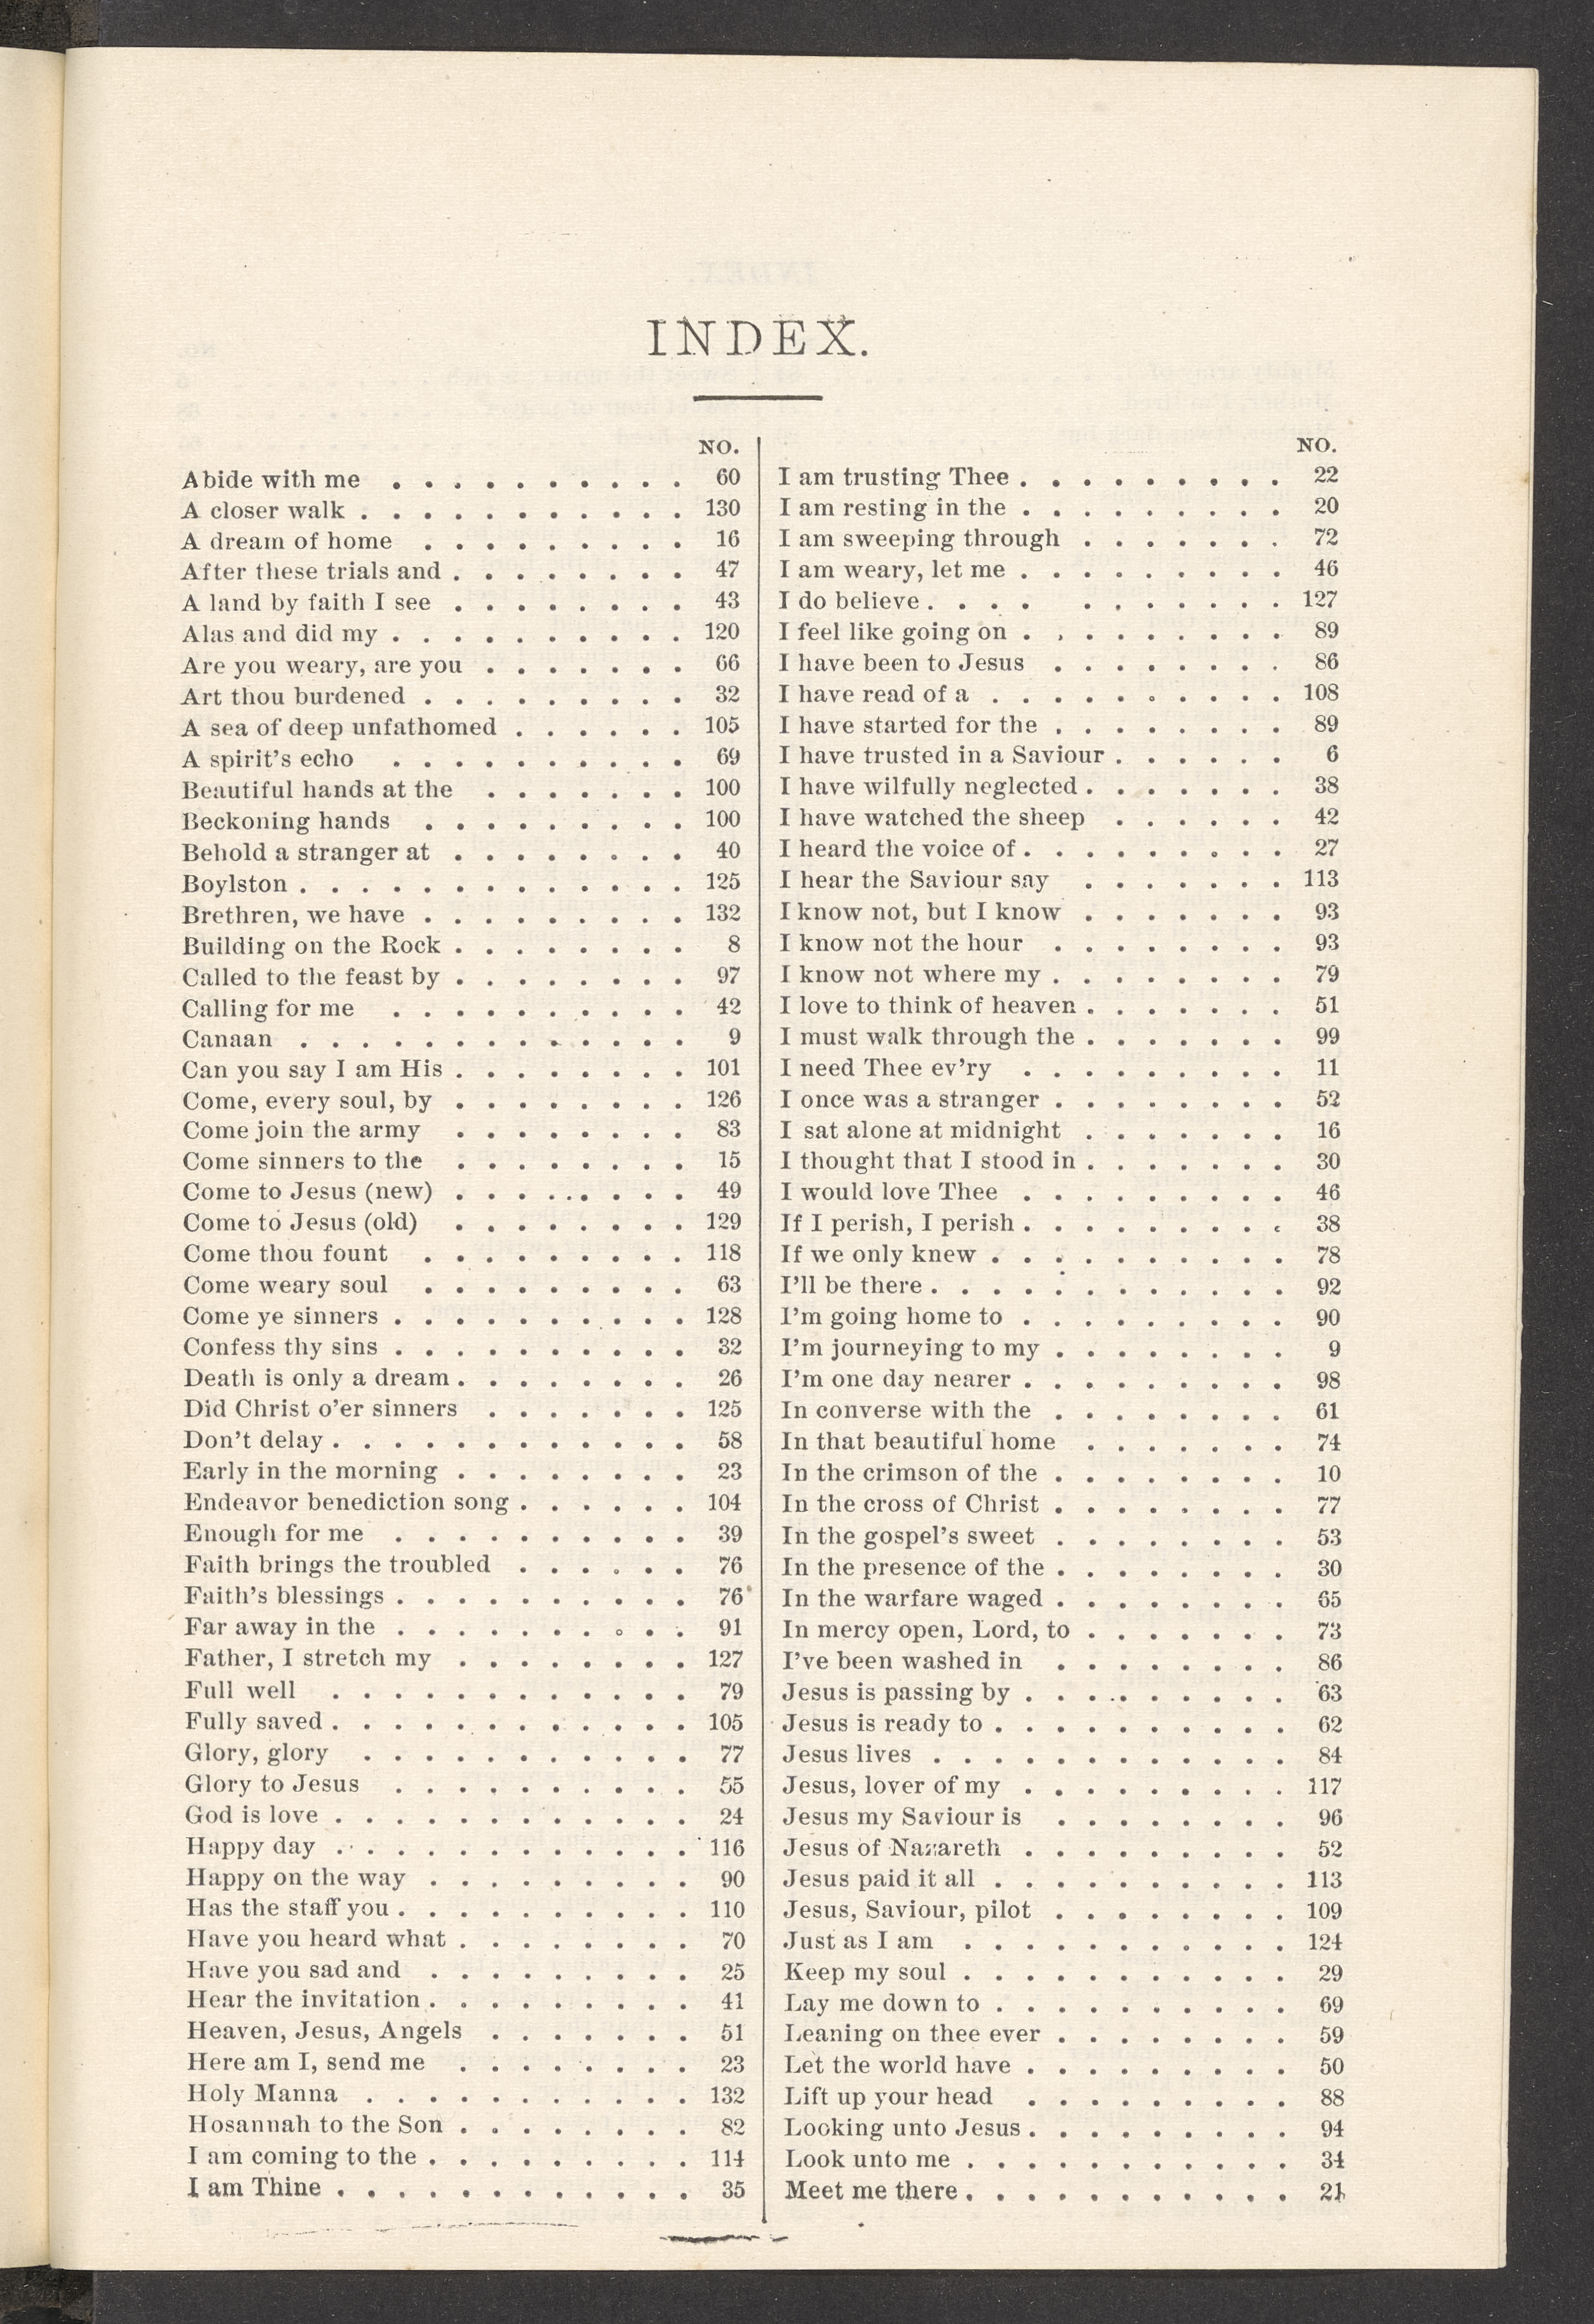 INDEX.
NO.
Abide with me . . . . . . . . . . 60
A closer walk . . . . . . . . . . . 130
A dream of home . . . . . . . . . 16
After these trials and . . . . . . . . 47
A land by faith I see . . . . . . . . 43
Alas and did my . . . . . . . . . . 120
Are you weary, are you . . . . . . . 66
Art thou burdened . . . . . . . . . 32
A sea of deep unfathomed . . . . . . 105
A spirit's echo . . . . . . . . . . 69
Beautiful hands at the . . . . . . . 100
Beckoning hands . . . . . . . . . 100
Behold a stranger at . . . . . . . . 40
Boylston . . . . . . . . . . . . . 125
Brethren, we have . . . . . . . . . 132
Building on the Rock . . . . . . . . 8
Called to the feast by . . . . . . . . 97
Calling for me . . . . . . . . . . 42
Canaan . . . . . . . . . . . . . 9
Can you say I am His . . . . . . . . 101
Come, every soul, by . . . . . . . . 126
Come join the army . . . . . . . . 83
Come sinners to the . . . . . . . . 15
Come to Jesus (new) . . . . . . . . 49
Come to Jesus (old) . . . . . . . . 129
Come thou fount . . . . . . . . . 118
Come weary soul . . . . . . . . . 63
Come ye sinners . . . . . . . . . . 128
Confess thy sins . . . . . . . . . . 32
Death is only a dream . . . . . . . . 26
Did Christ o'er sinners . . . . . . . 125
Don't delay . . . . . . . . . . . . 58
Early in the morning . . . . . . . . 23
Endeavor benediction song . . . . . . 104
Enough for me . . . . . . . . . . 39
Faith brings the troubled . . . . . . 76
Faith's blessings . . . . . . . . . . 76
Far away in the . . . . . . . . . . 91
Father, I stretch my . . . . . . . . 127
Full well . . . . . . . . . . . . 79
Fully saved . . . . . . . . . . . . 105
Glory, glory . . . . . . . . . . . 77
Glory to Jesus . . . . . . . . . . 55
God is love . . . . . . . . . . . . 24
Happy day . . . . . . . . . . . . 116
Happy on the way . . . . . . . . . 90
Has the staff you . . . . . . . . . . 110
Have you heard what . . . . . . . . 70
Have you sad and . . . . . . . . . 25
Hear the invitation . . . . . . . . . 41
Heaven, Jesus, Angels . . . . . . . 51
Here am I, send me . . . . . . . . 23
Holy Manna . . . . . . . . . . . 132
Hosannah to the Son . . . . . . . . 82
I am coming to the . . . . . . . . . 114
I am Thine . . . . . . . . . . . . 35
NO.
I am trusting Thee . . . . . . . . . 22
I am resting in the . . . . . . . . . 20
I am sweeping through . . . . . . . 72
I am weary, let me . . . . . . . . . 46
I do believe . . . . . . . . . . . 127
I feel like going on . . . . . . . . . 89
I have been to Jesus . . . . . . . . 86
I have read of a . . . . . . . . . . 108
I have started for the . . . . . . . . 89
I have trusted in a Saviour . . . . . . 6
I have wilfully neglected . . . . . . . 38
I have watched the sheep . . . . . . 42
I heard the voice of . . . . . . . . . 27
I hear the Saviour say . . . . . . . 113
I know not, but I know . . . . . . . 93
I know not the hour . . . . . . . . 93
I know not where my . . . . . . . . 79
I love to think of heaven . . . . . . . 51
I must walk through the . . . . . . . 99
I need Thee ev'ry . . . . . . . . . 11
I once was a stranger . . . . . . . . 52
I sat alone at midnight . . . . . . . 16
I thought that I stood in . . . . . . . 30
I would love Thee . . . . . . . . . 46
If I perish, I perish . . . . . . . . . 38
If we only knew . . . . . . . . . . 78
I'll be there . . . . . . . . . . . . 92
I'm going home to . . . . . . . . . 90
I'm journeying to my . . . . . . . . 9
I'm one day nearer . . . . . . . . . 98
In converse with the . . . . . . . . 61
In that beautiful home . . . . . . . 74
In the crimson of the . . . . . . . . 10
In the cross of Christ . . . . . . . . 77
In the gospel's sweet . . . . . . . . 53
In the presence of the . . . . . . . . 30
In the warfare waged . . . . . . . . 65
In mercy open, Lord, to . . . . . . . 73
I've been washed in . . . . . . . . 86
Jesus is passing by . . . . . . . . . 63
Jesus is ready to . . . . . . . . . . 62
Jesus lives . . . . . . . . . . . . 84
Jesus, lover of my . . . . . . . . . 117
Jesus my Saviour is . . . . . . . . 96
Jesus of Nazareth . . . . . . . . . 52
Jesus paid it all . . . . . . . . . . 113
Jesus, Saviour, pilot . . . . . . . . 109
Just as I am . . . . . . . . . . . 124
Keep my soul . . . . . . . . . . . 29
Lay me down to . . . . . . . . . . 69
Leaning on thee ever . . . . . . . . 59
Let the world have . . . . . . . . . 50
Lift up your head . . . . . . . . . 88
Looking unto Jesus . . . . . . . . . 94
Look unto me . . . . . . . . . . . 34
Meet me there . . . . . . . . . . . 21